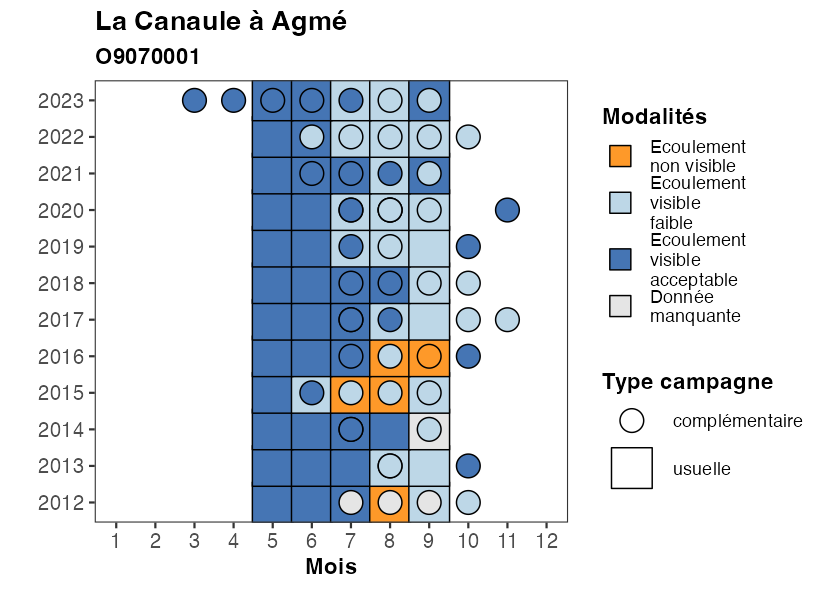 La Canaule à Agmé
O9070001
2023
2022
2021
2020
2019
2018
2017
2016
2015
2014
2013
2012
1 2 3 4 5 6 7 8 9 10 11 12
Mois
Modalités
Ecoulement
non visible
Ecoulement
visible
faible
Ecoulement
visible
acceptable
Donnée
manquante
Type campagne
complémentaire
usuelle